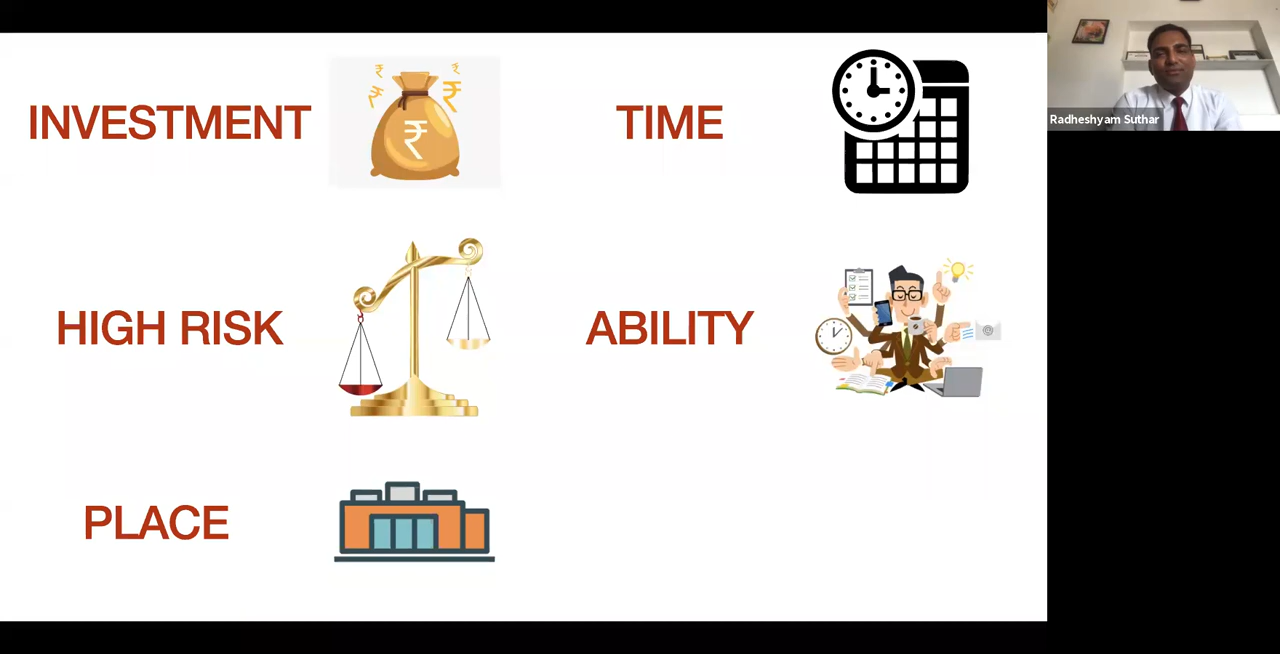 INVESTMENT
TIME
HIGH RISK
ABILITY
PLACE
Radheshyam Suthar